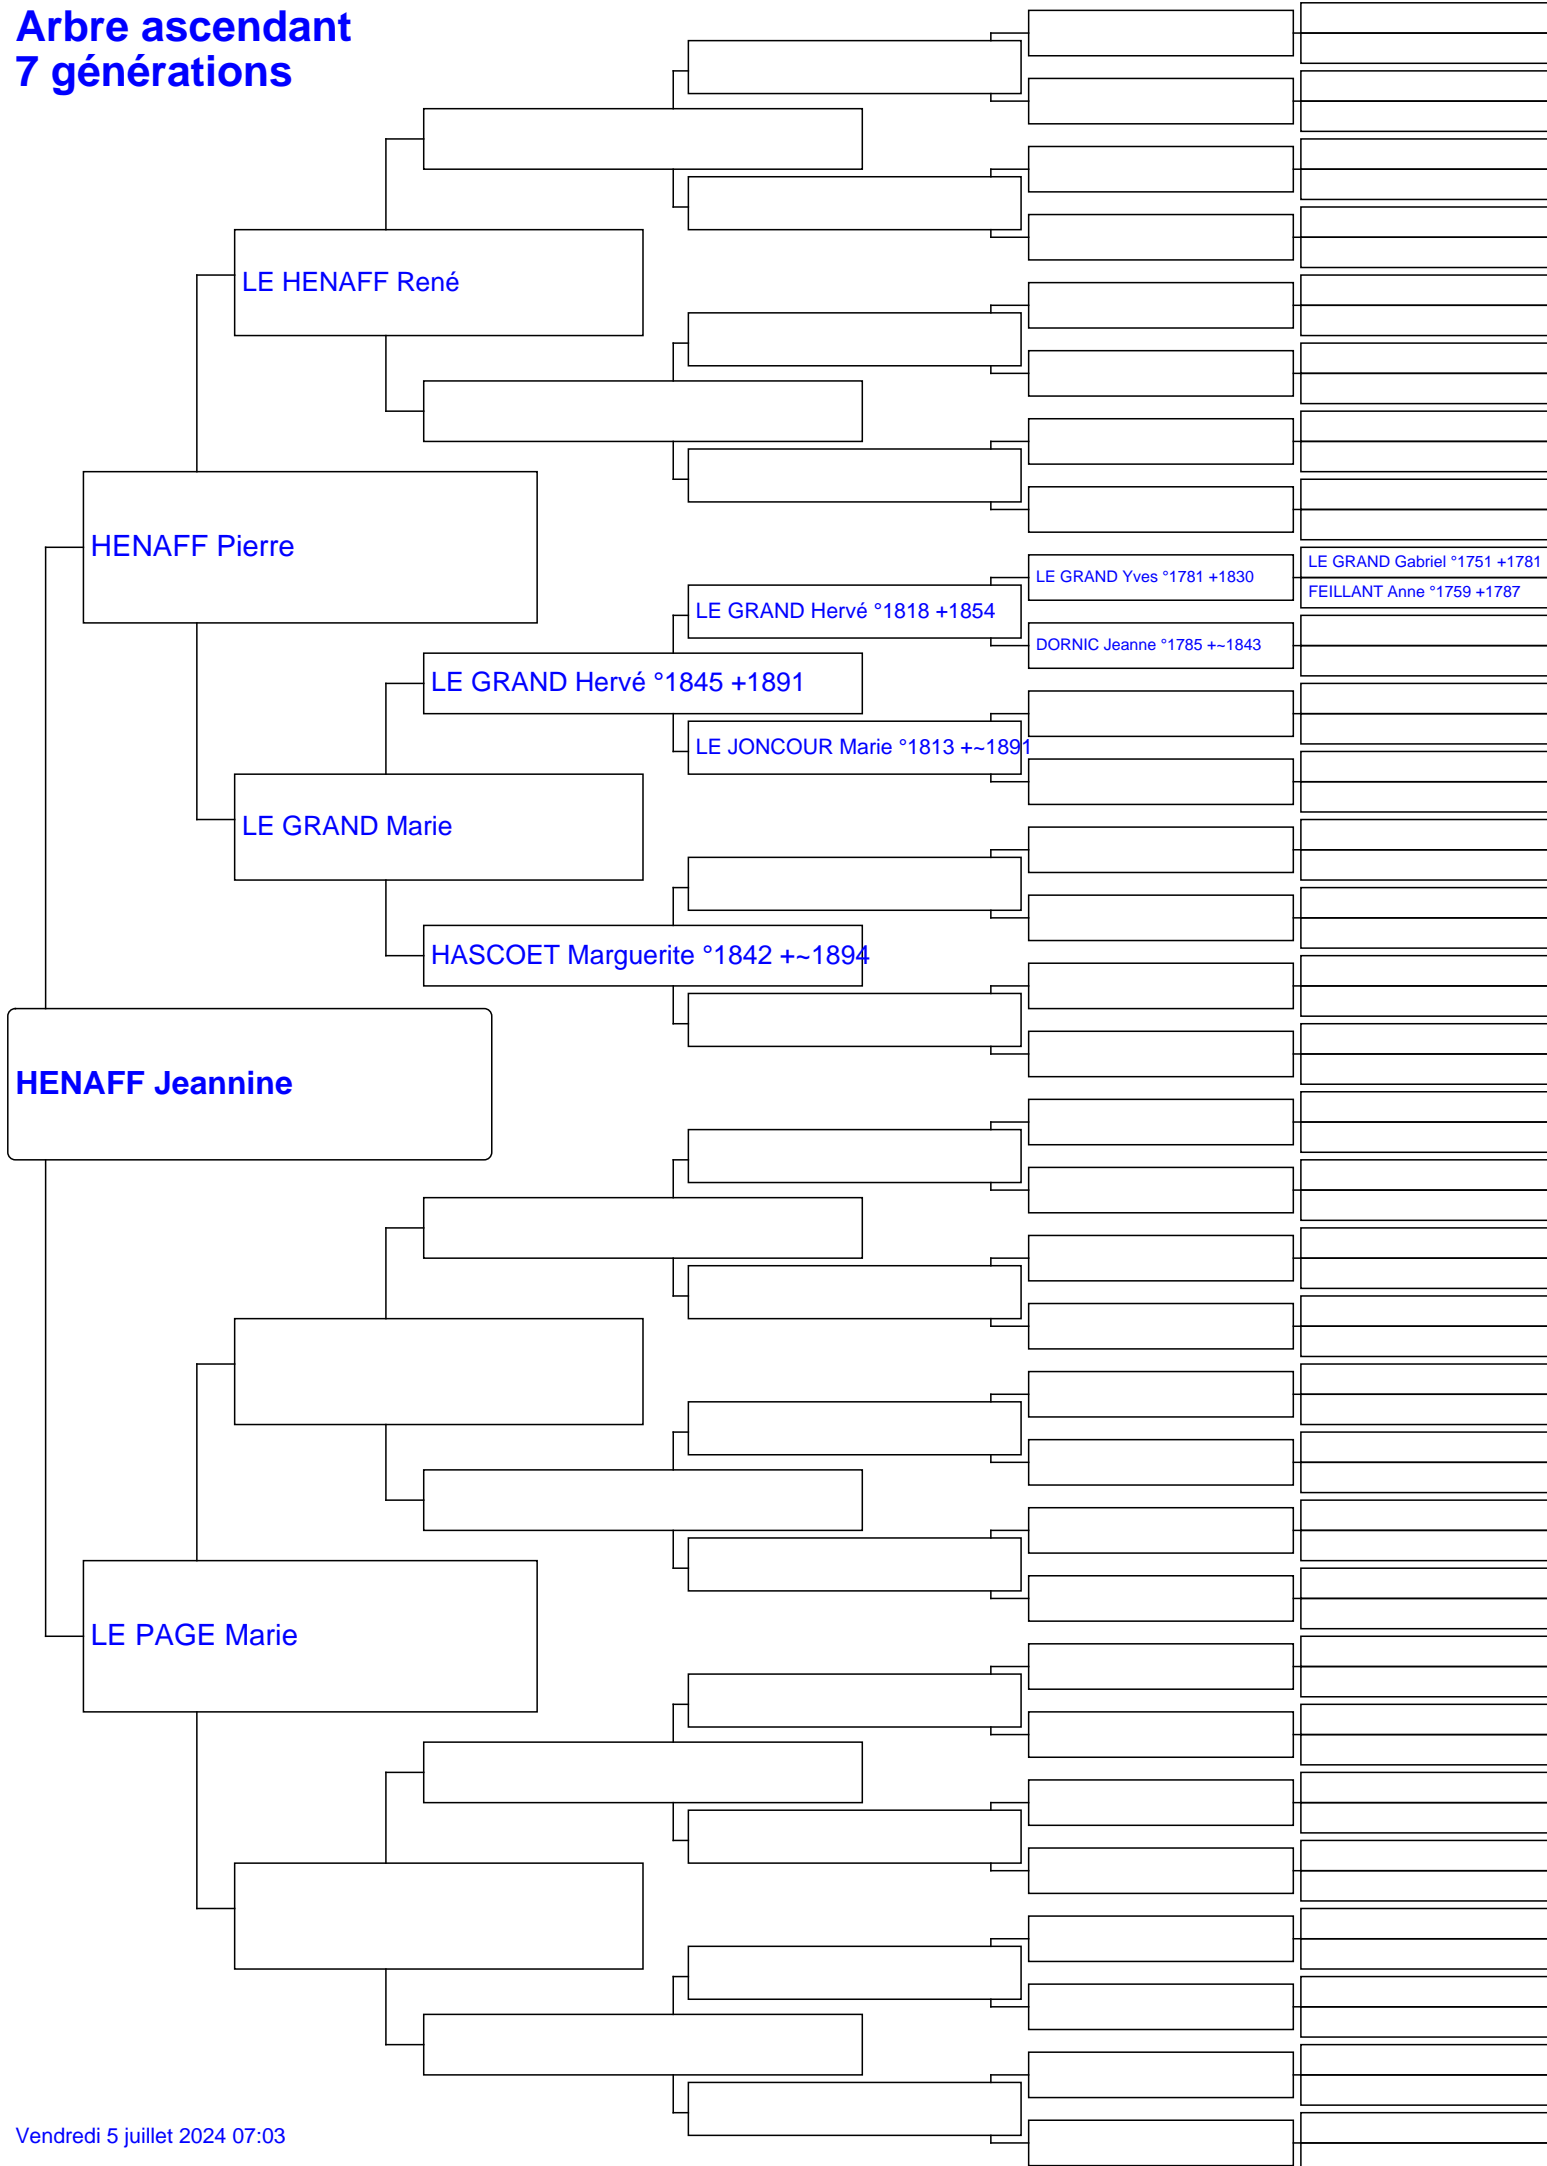 Arbre ascendant
7 générations
LE HENAFF René
HENAFF Pierre
LE GRAND Gabriel °1751 +1781
LE GRAND Yves °1781 +1830
FEILLANT Anne °1759 +1787
LE GRAND Hervé °1818 +1854
DORNIC Jeanne °1785 +~1843
LE GRAND Hervé °1845 +1891
LE JONCOUR Marie °1813 +~1891
LE GRAND Marie
HASCOET Marguerite °1842 +~1894
HENAFF Jeannine
LE PAGE Marie
Vendredi 5 juillet 2024 07:03